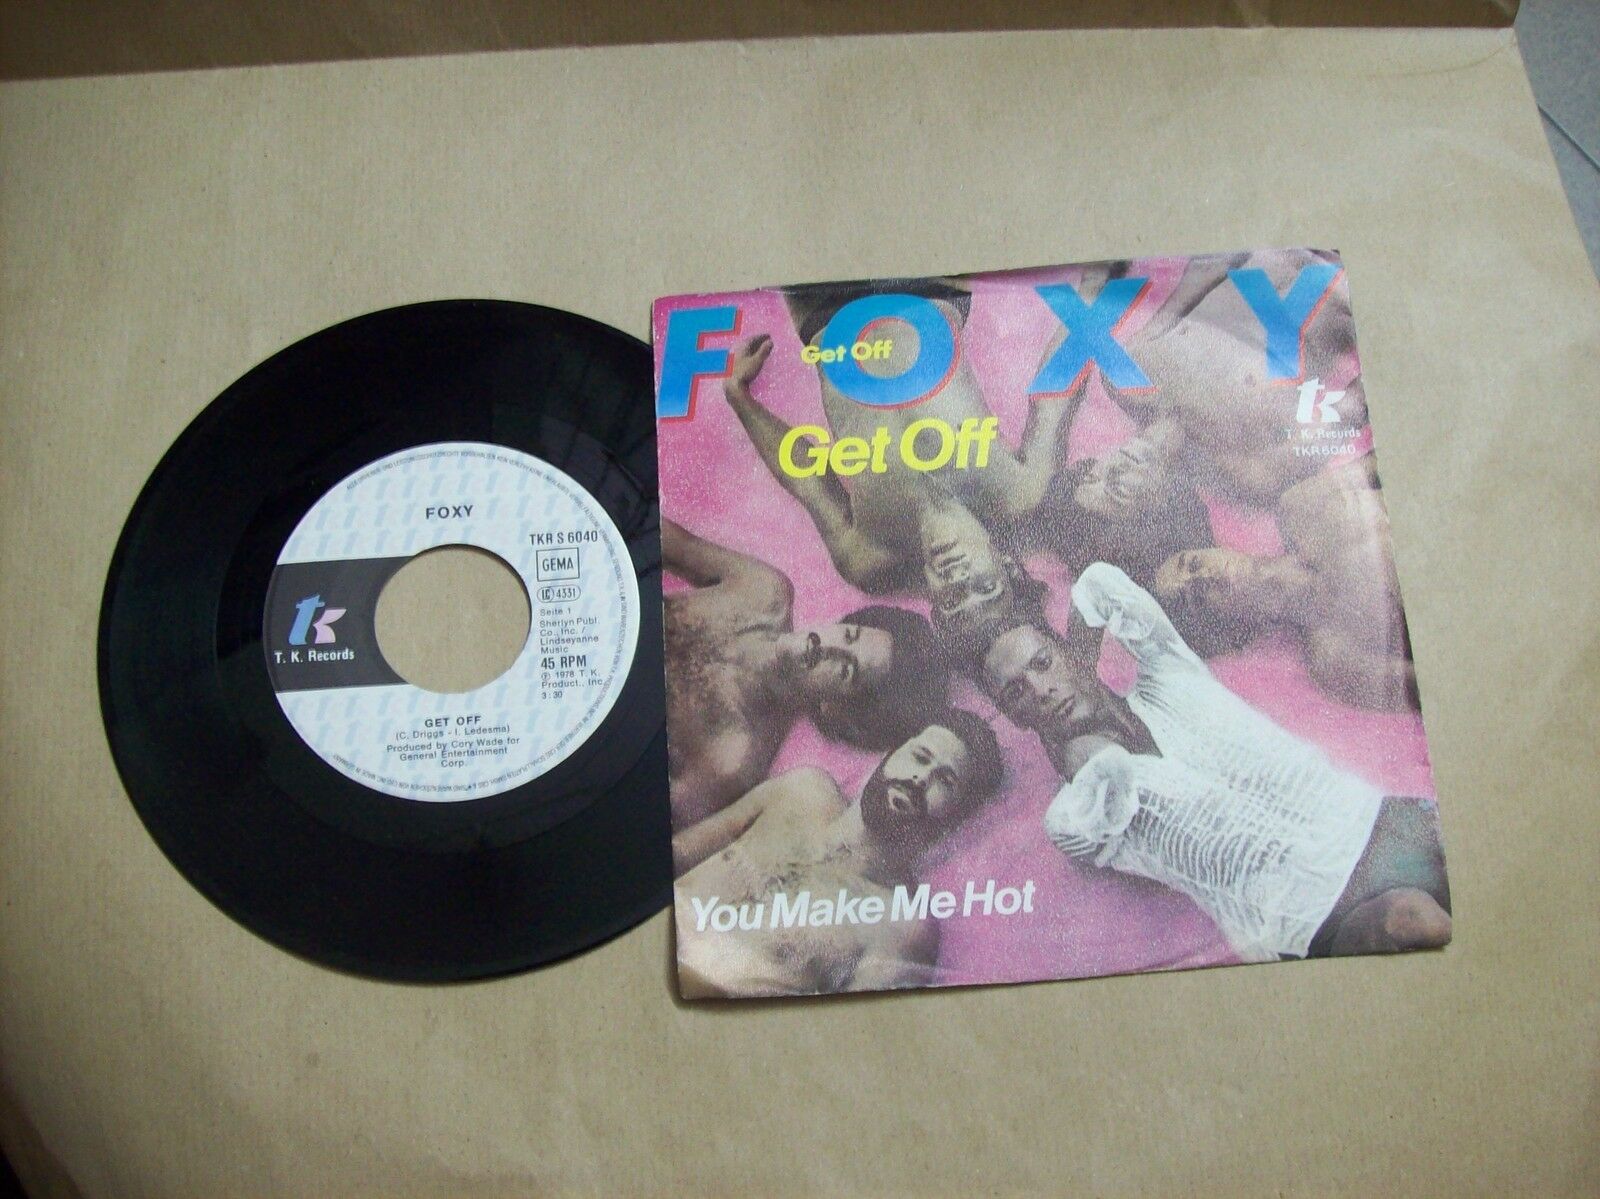 FOXY
TKR S 6040
GEMA
LC 4331
Seite 1
Sherlyn Publ.
Co., Inc. /
Lindseyanne
Music
45 RPM
℗ 1978 T. K.
Product., Inc.
3:30
tk
T. K. Records
GET OFF
(C. Driggs - I. Ledesma)
Produced by Cory Wade for
General Entertainment
Corp.
FOXY
Get Off
Get Off
tk
T. K. Records
TKR 6040
You Make Me Hot